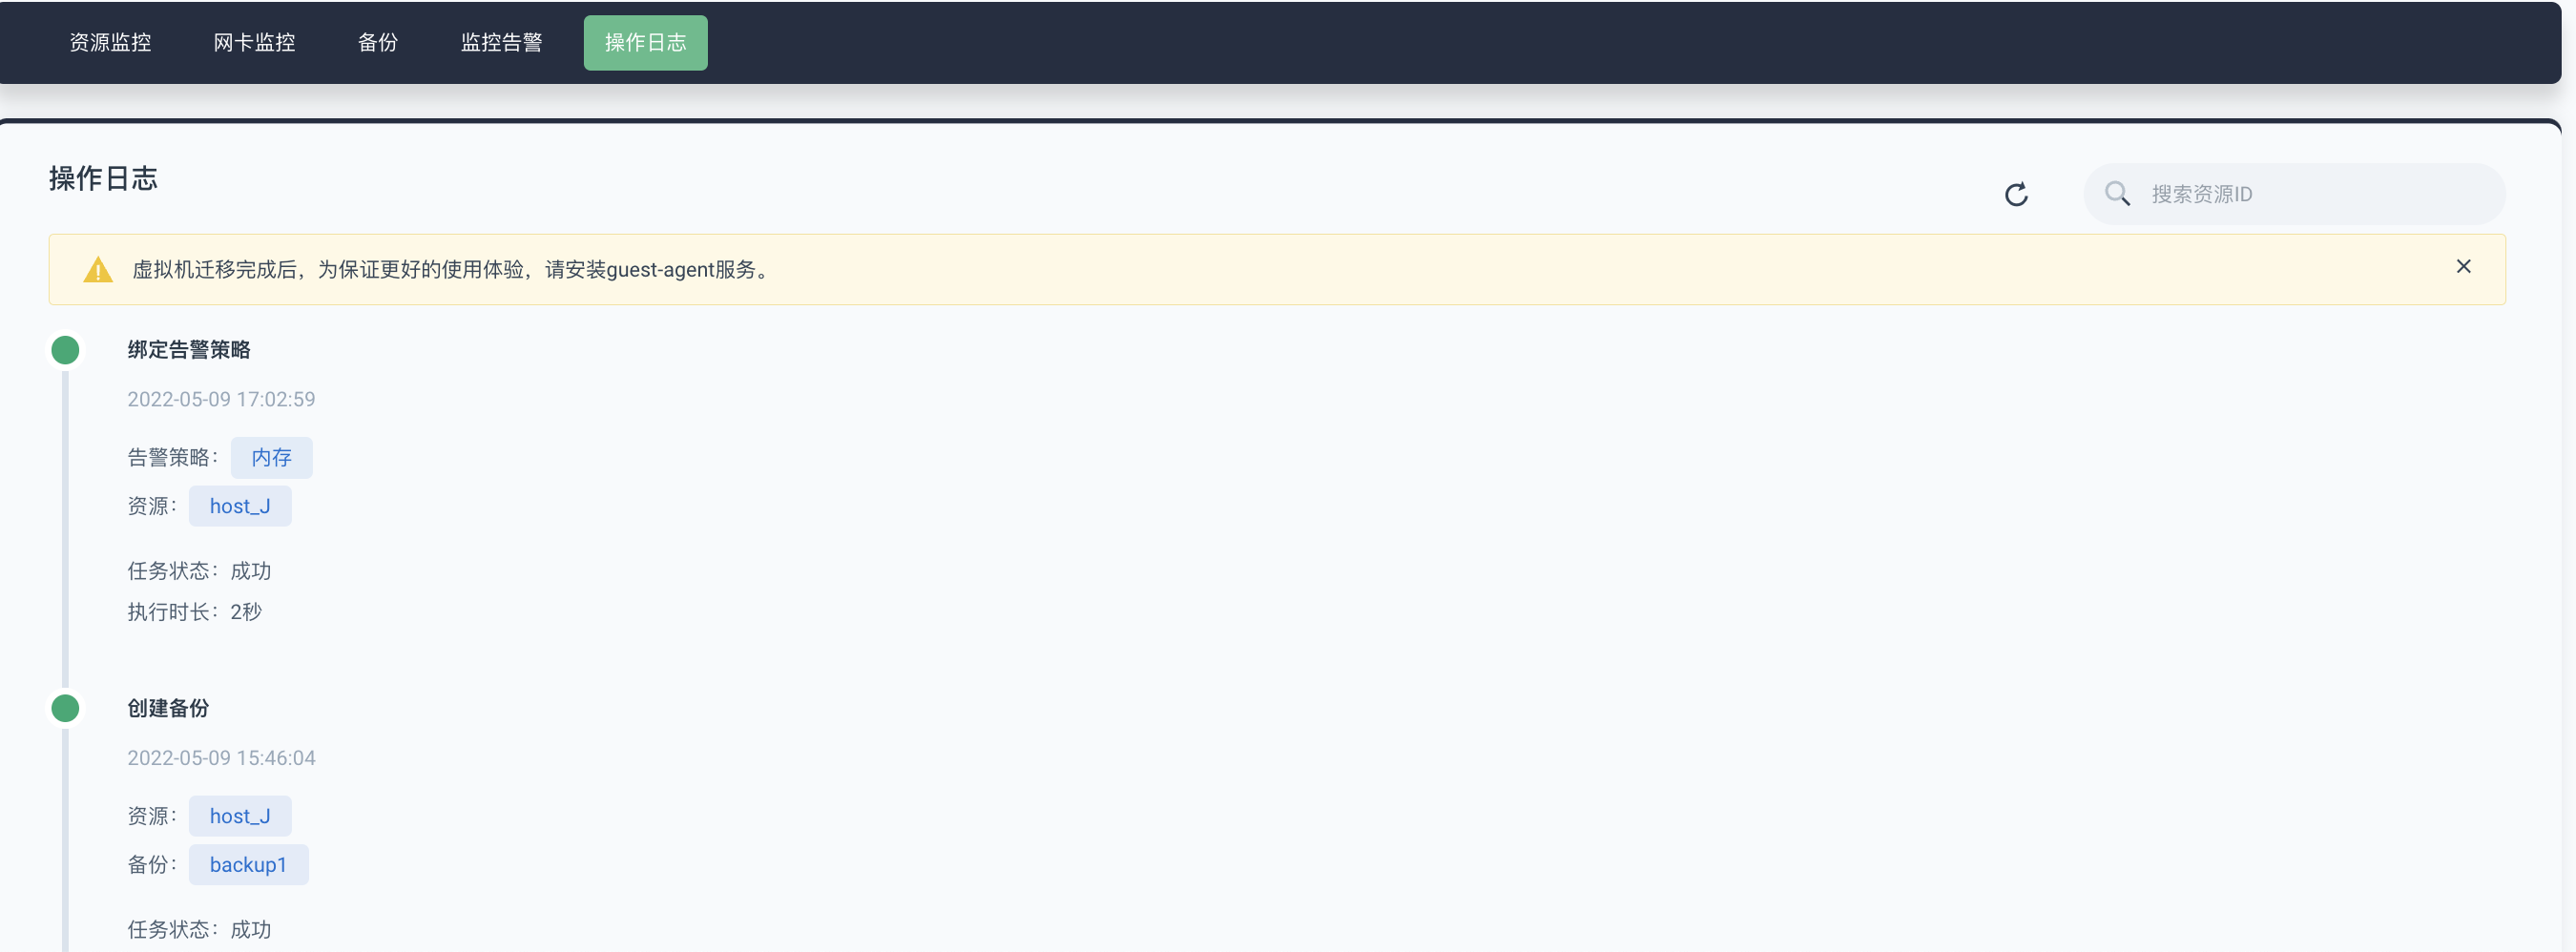 资源监控 网卡监控 备份 监控告警 操作日志
操作日志
搜索资源ID
虚拟机迁移完成后，为保证更好的使用体验，请安装guest-agent服务。
绑定告警策略
2022-05-09 17:02:59
告警策略： 内存
资源： host_J
任务状态：成功
执行时长：2秒
创建备份
2022-05-09 15:46:04
资源： host_J
备份： backup1
任务状态：成功